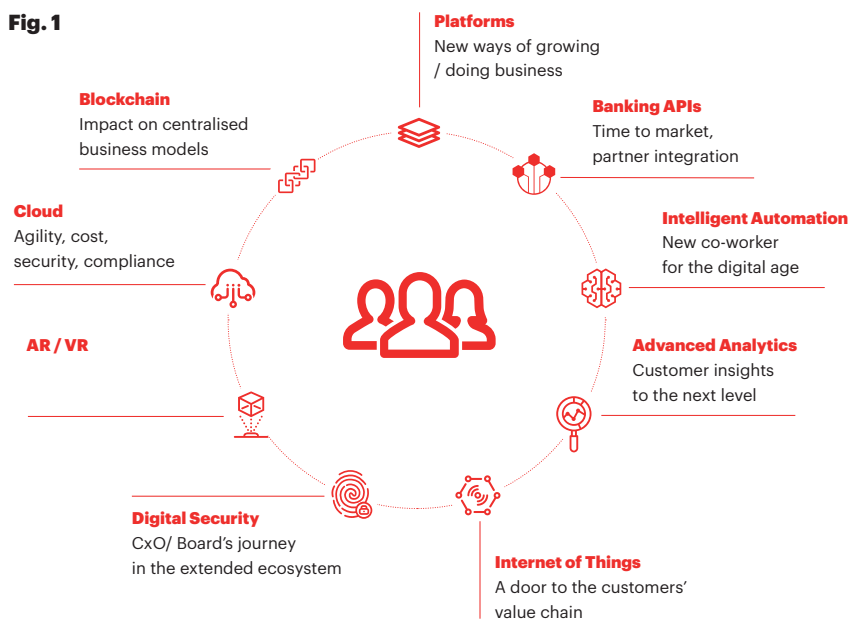 Fig. 1
Platforms
New ways of growing
/ doing business
Banking APIs
Time to market,
partner integration
Intelligent Automation
New co-worker
for the digital age
Advanced Analytics
Customer insights
to the next level
Internet of Things
A door to the customers’
value chain
Digital Security
CxO/ Board’s journey
in the extended ecosystem
AR / VR
Cloud
Agility, cost,
security, compliance
Blockchain
Impact on centralised
business models